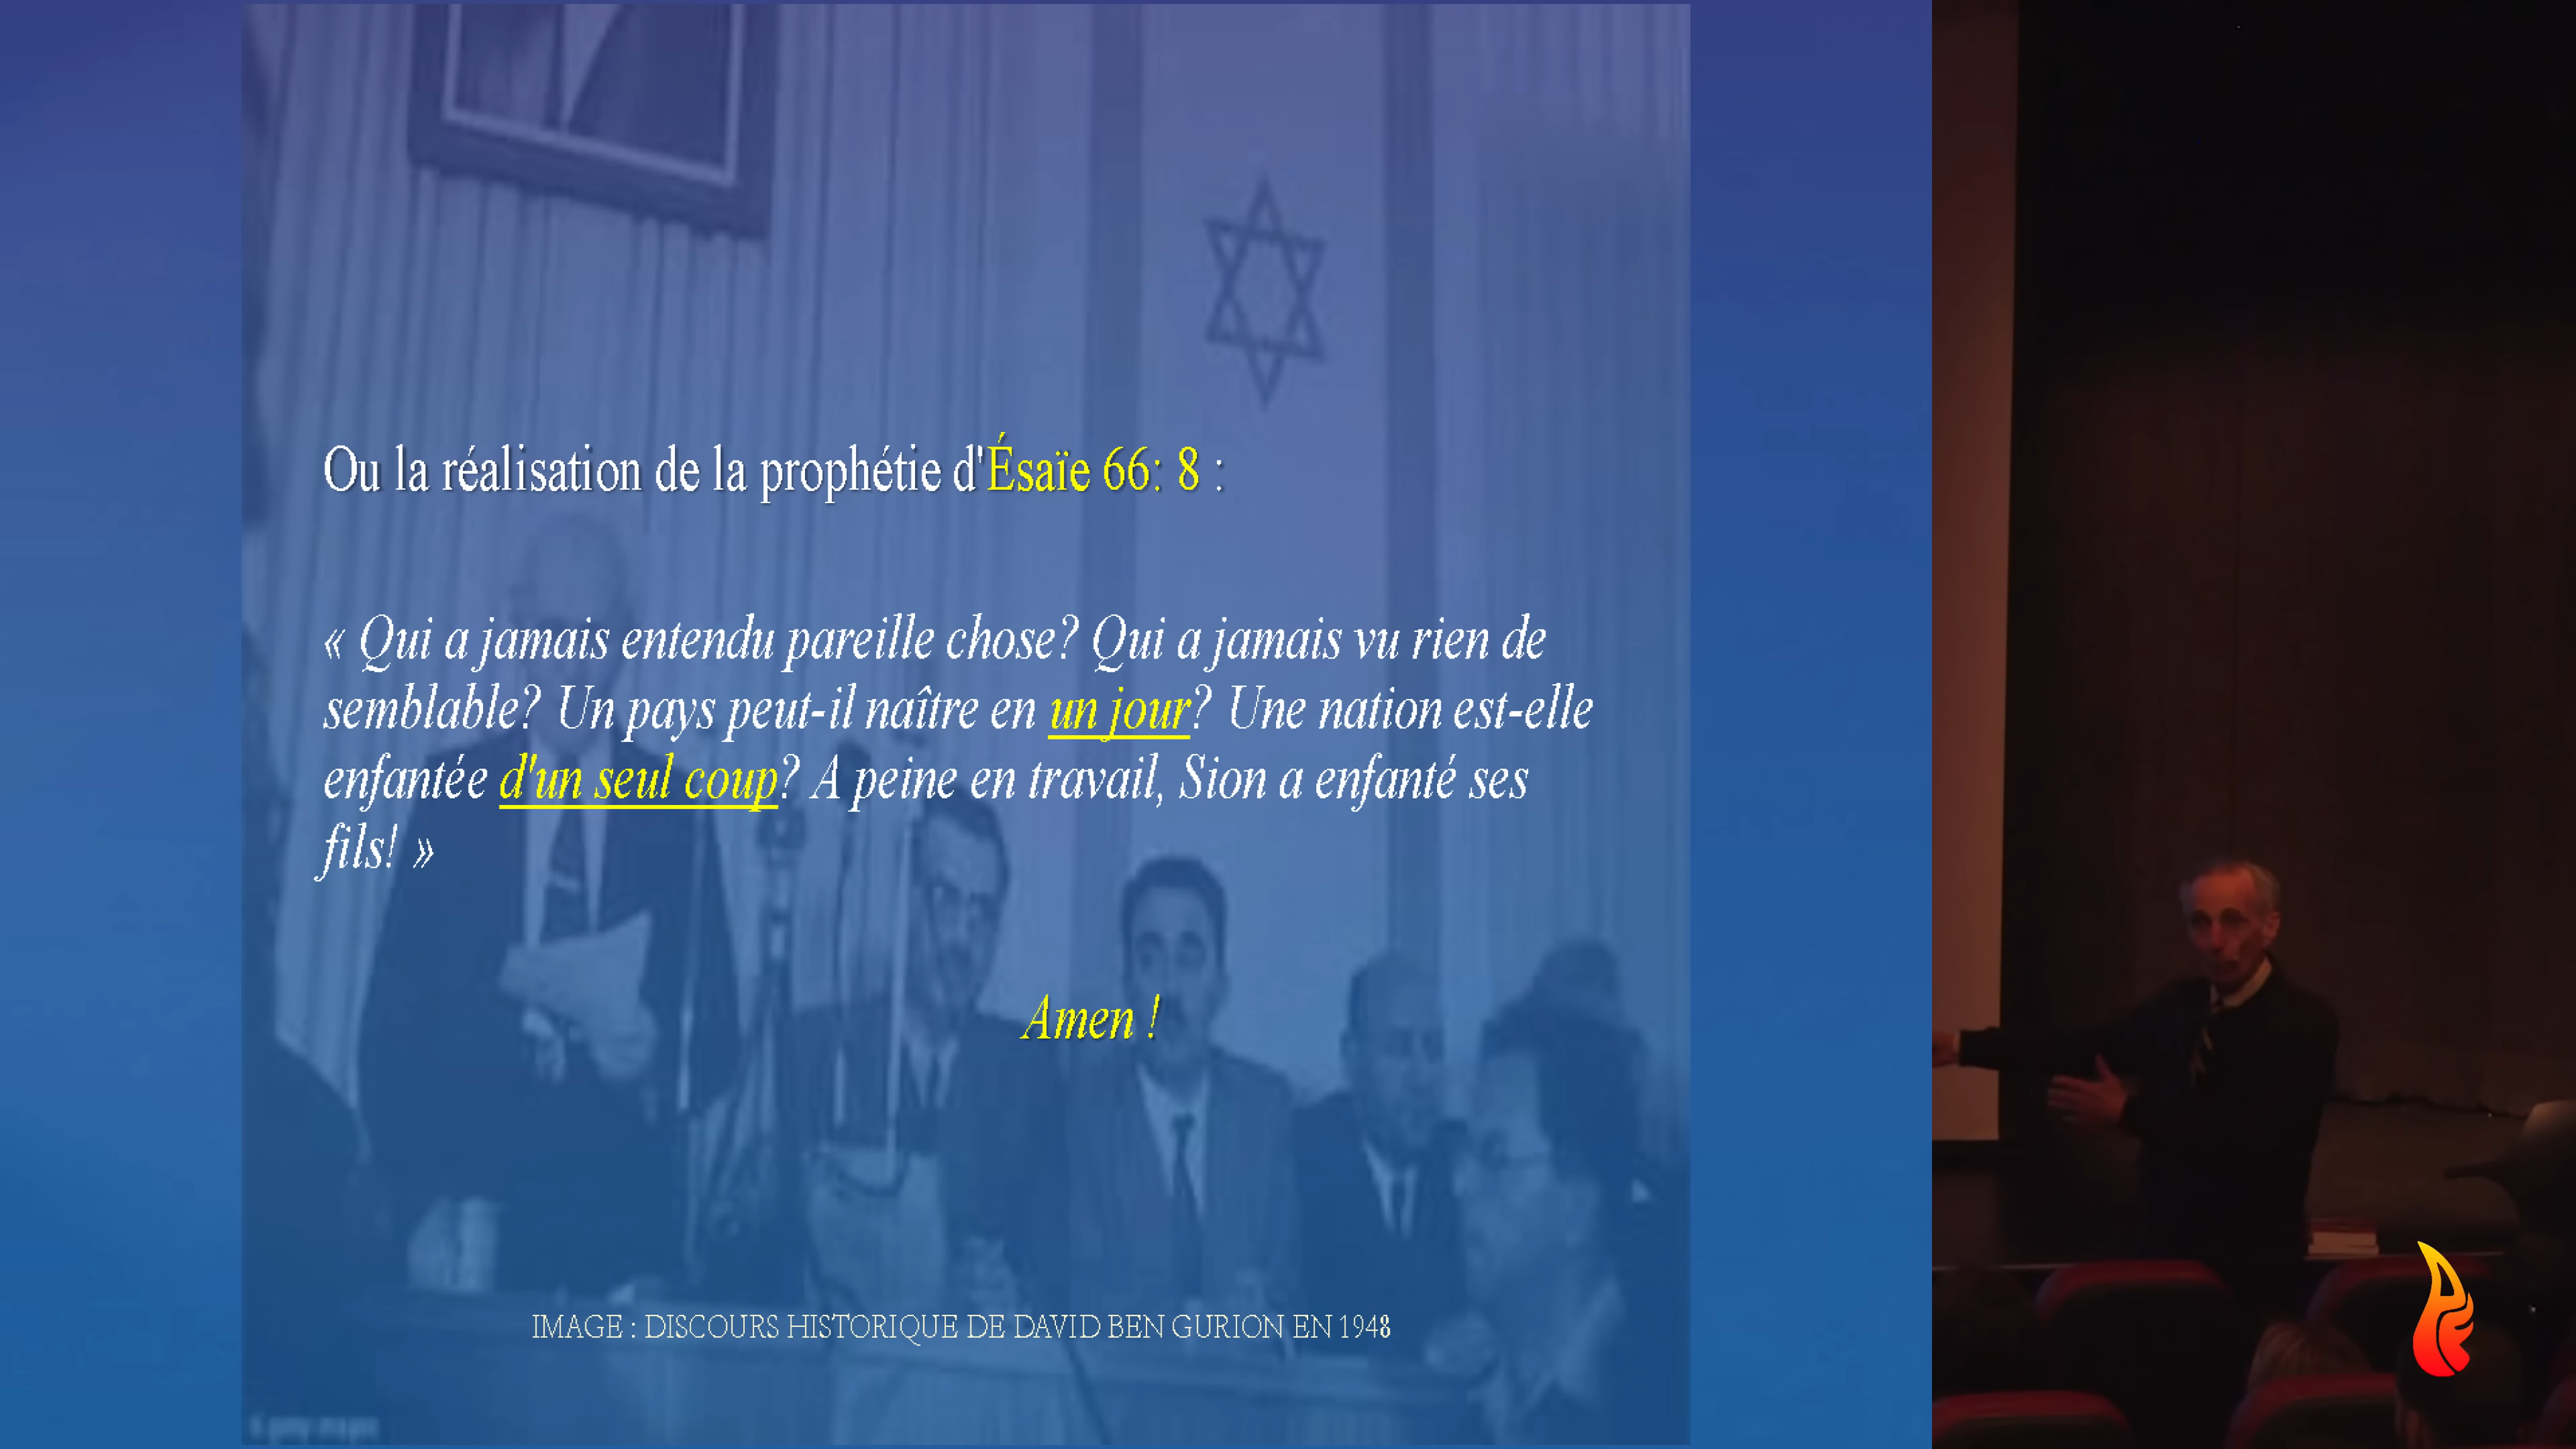 Ou la réalisation de la prophétie d'Ésaïe 66: 8 :
« Qui a jamais entendu pareille chose? Qui a jamais vu rien de
semblable? Un pays peut-il naître en un jour? Une nation est-elle
enfantée d'un seul coup? A peine en travail, Sion a enfanté ses
fils! »
Amen !
IMAGE : DISCOURS HISTORIQUE DE DAVID BEN GURION EN 1948